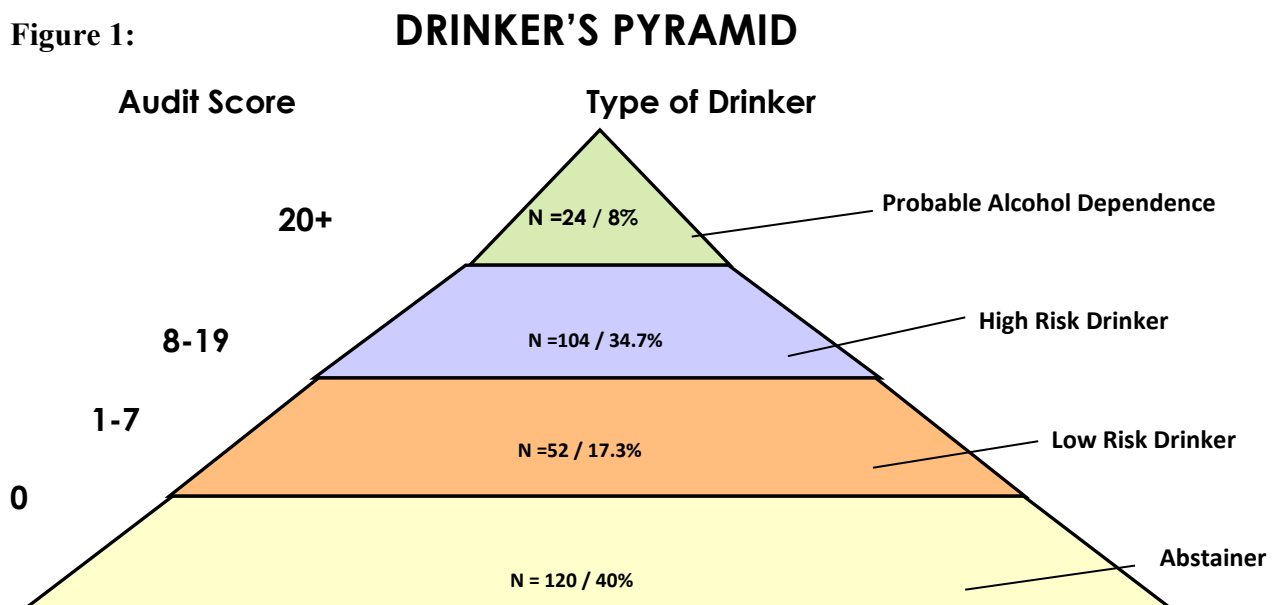 Figure 1: DRINKER'S PYRAMID
Audit Score Type of Drinker
20+ N =24 / 8% Probable Alcohol Dependence
8-19 N =104 / 34.7% High Risk Drinker
1-7 N =52 / 17.3% Low Risk Drinker
0 N = 120 / 40% Abstainer